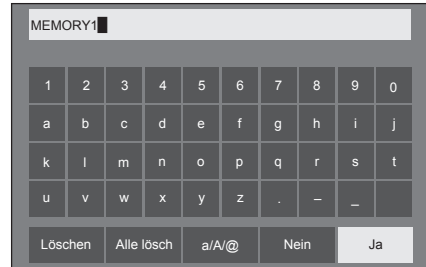 MEMORY1
1 2 3 4 5 6 7 8 9 0
a b c d e f g h i j
k l m n o p q r s t
u v w x y z . – _
Löschen Alle lösch a/A/@ Nein Ja